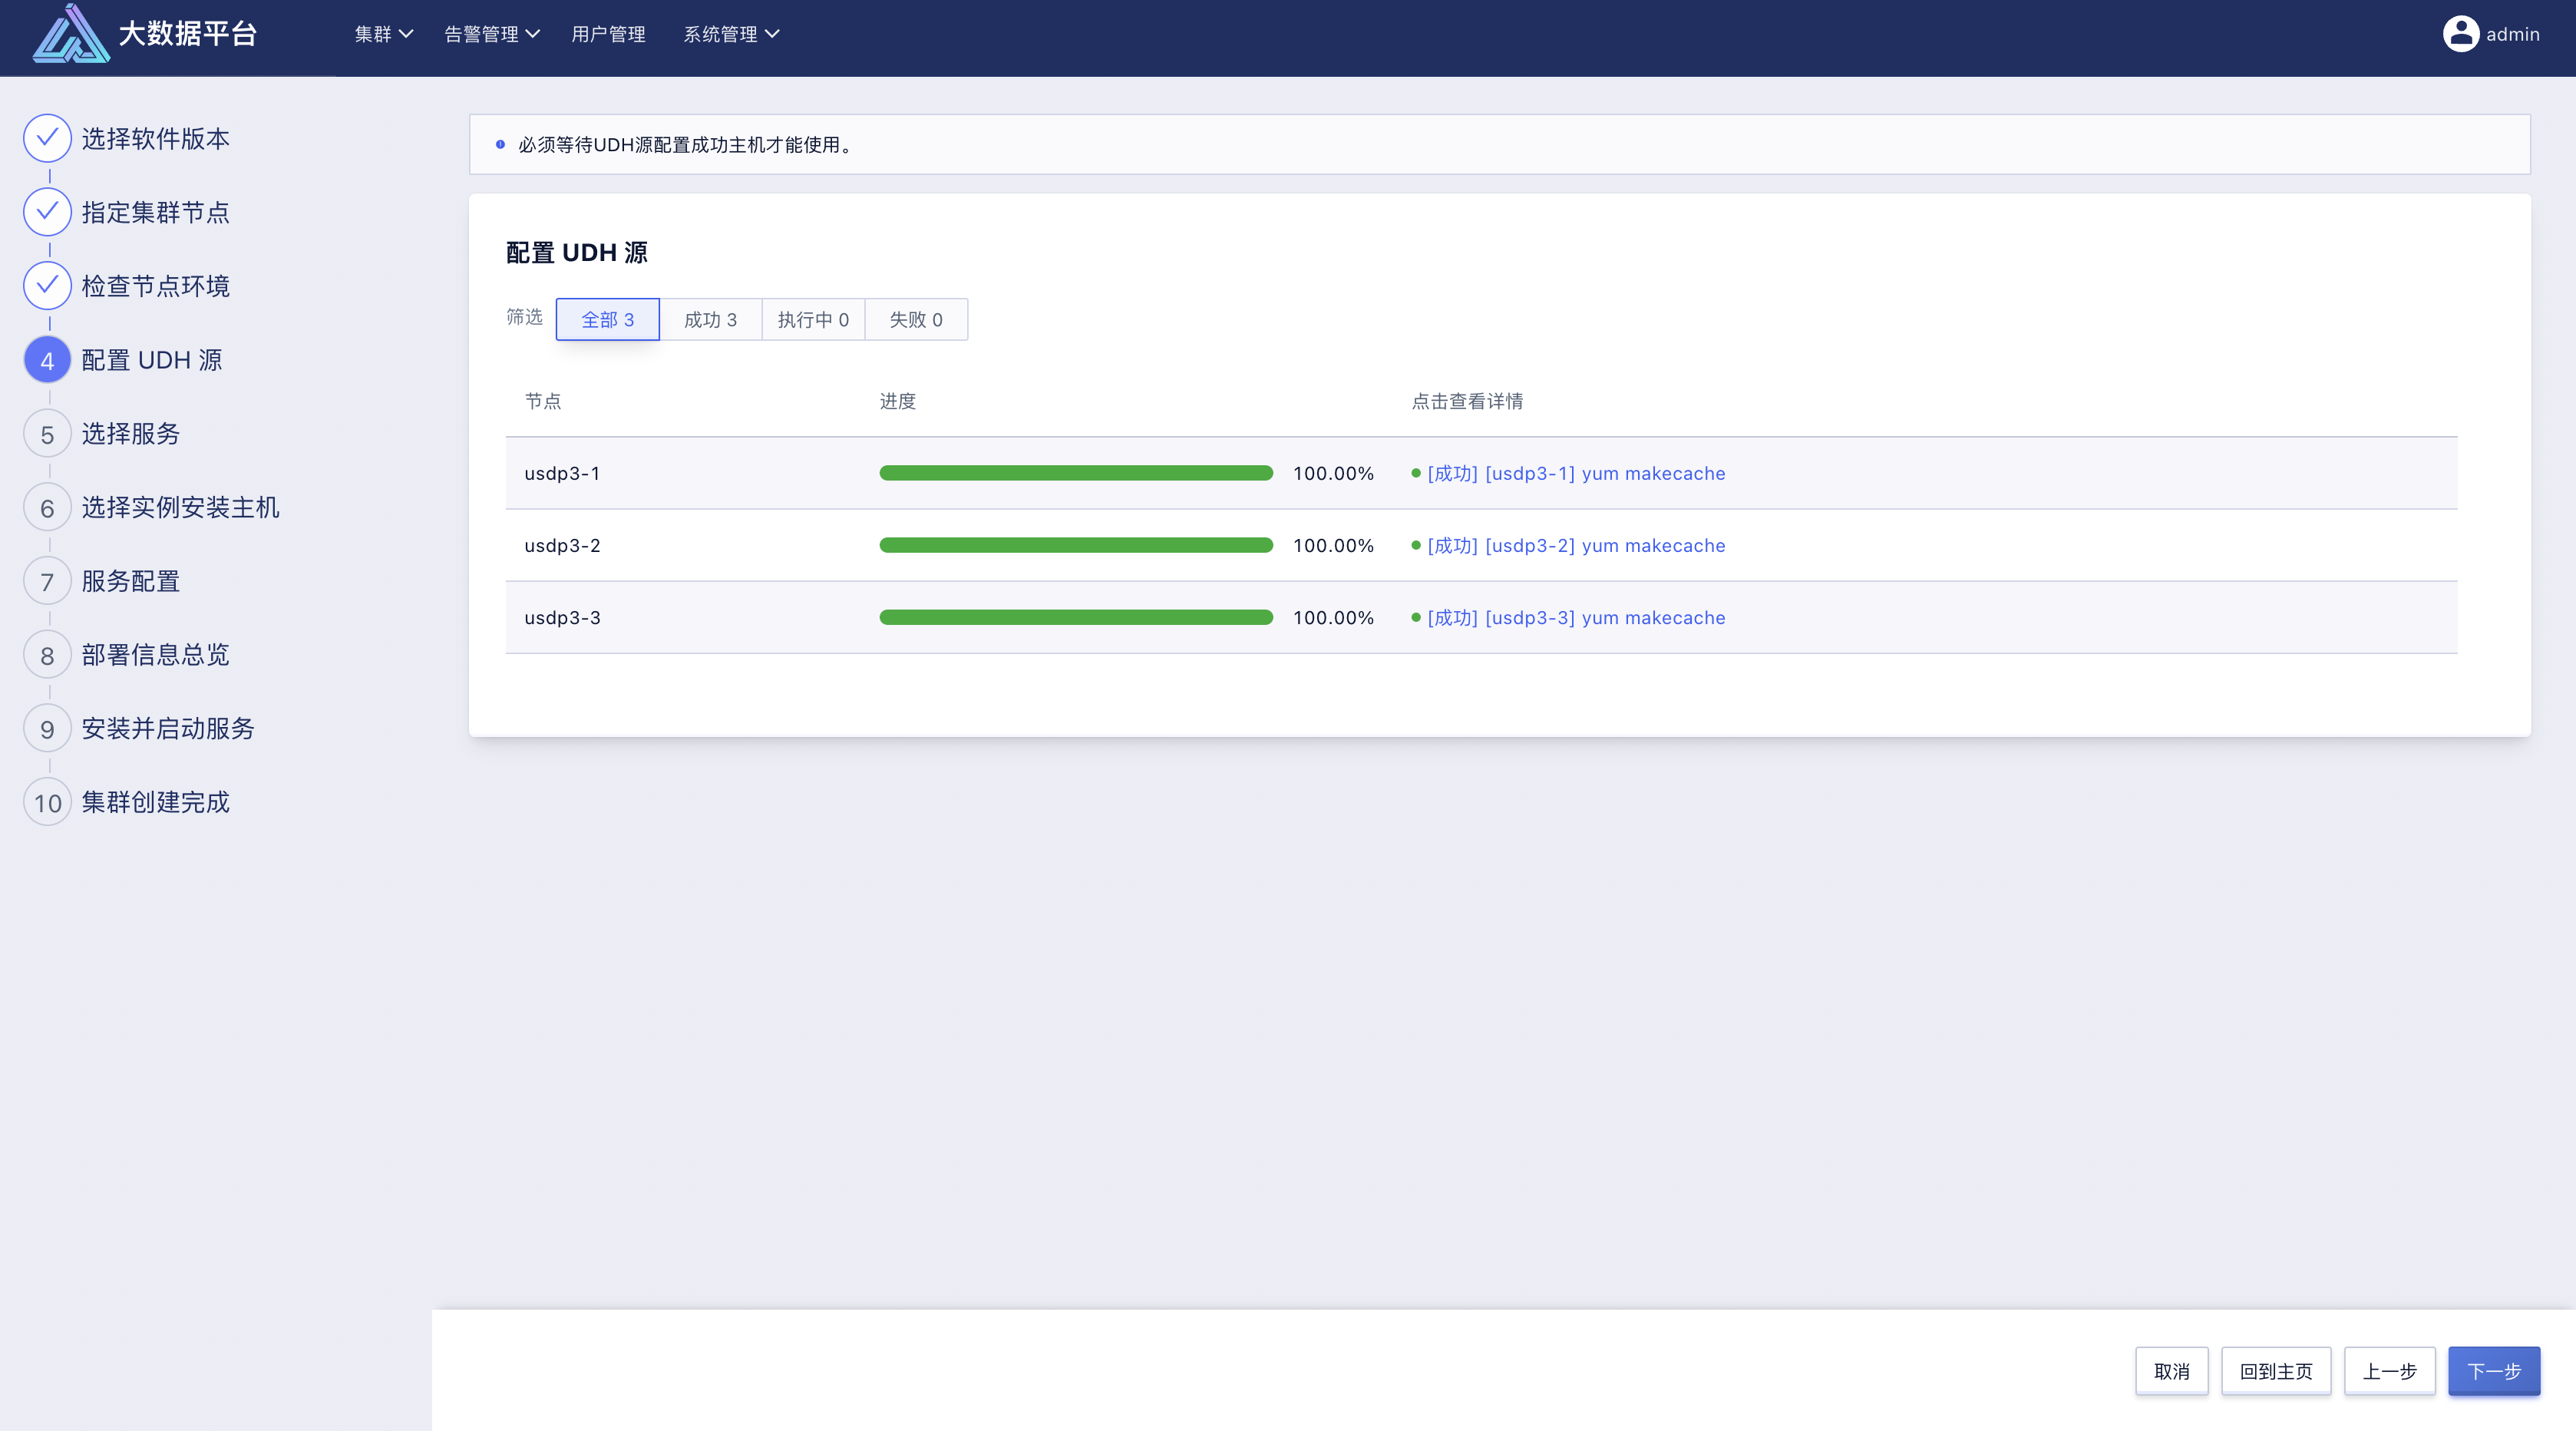 大数据平台
集群
告警管理
用户管理
系统管理
admin
选择软件版本
指定集群节点
检查节点环境
4 配置 UDH 源
5 选择服务
6 选择实例安装主机
7 服务配置
8 部署信息总览
9 安装并启动服务
10 集群创建完成
必须等待UDH源配置成功主机才能使用。
配置 UDH 源
筛选 全部 3 成功 3 执行中 0 失败 0
节点 进度 点击查看详情
usdp3-1 100.00% [成功] [usdp3-1] yum makecache
usdp3-2 100.00% [成功] [usdp3-2] yum makecache
usdp3-3 100.00% [成功] [usdp3-3] yum makecache
取消 回到主页 上一步 下一步